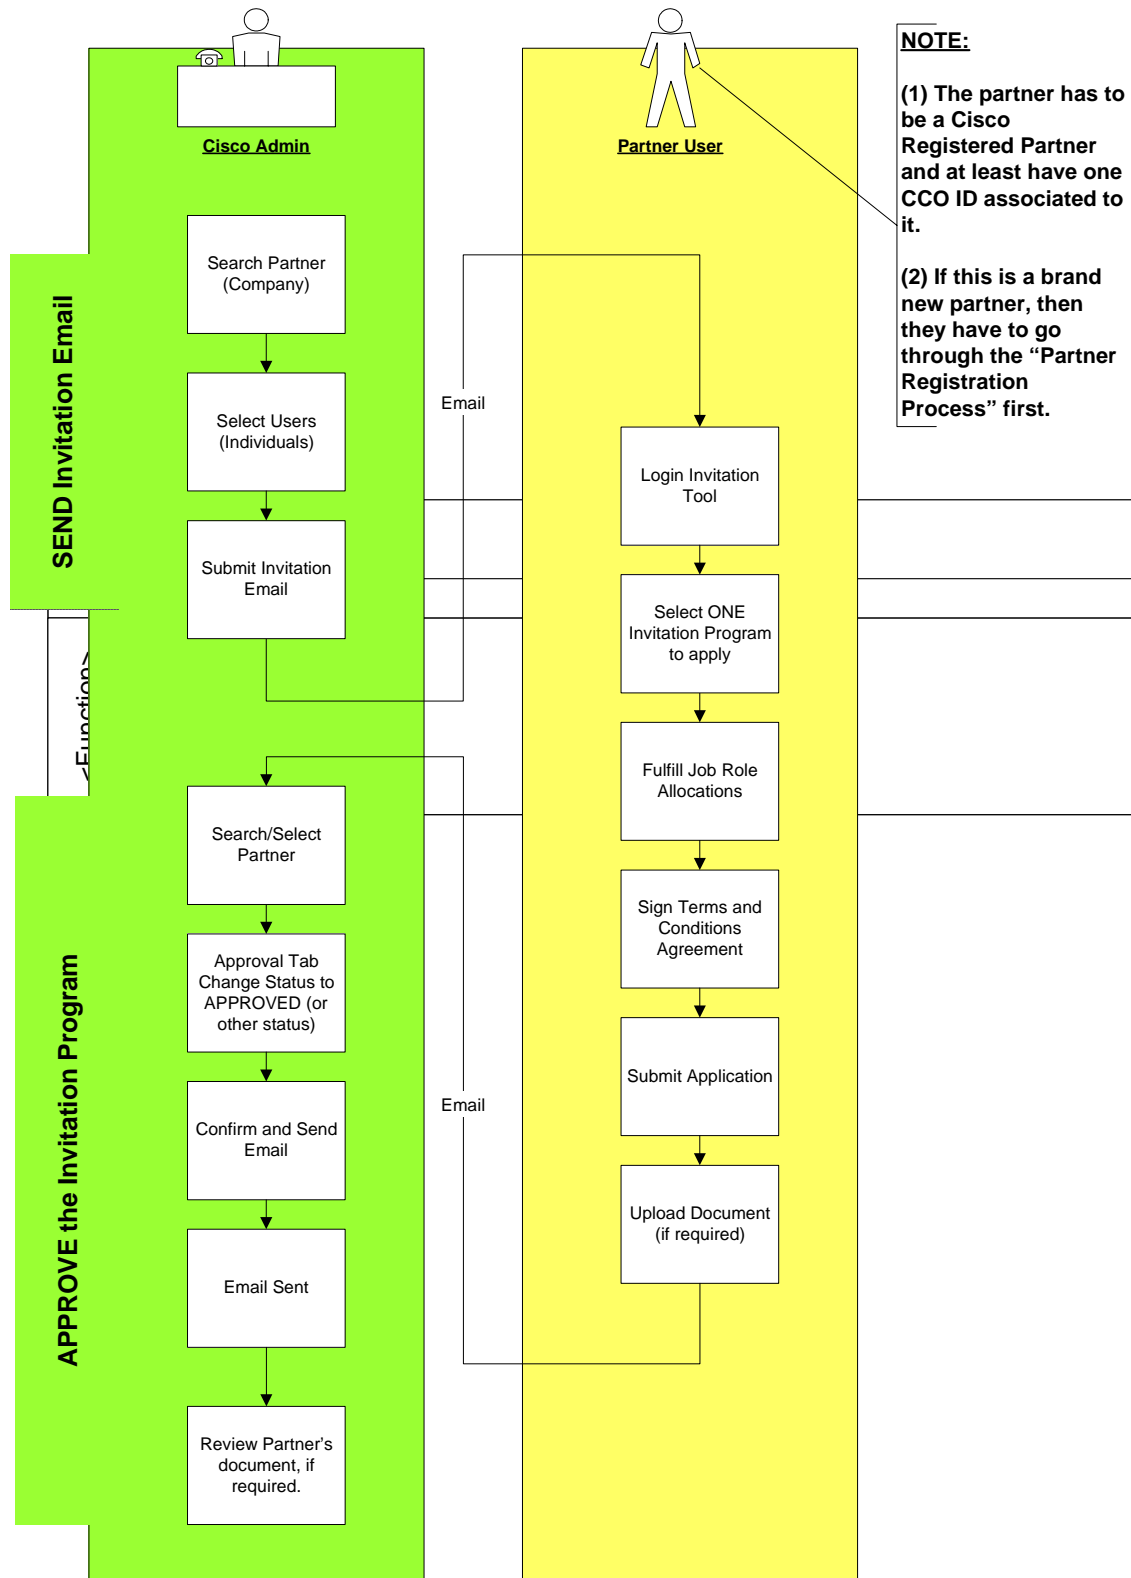 Cisco Admin
Partner User
NOTE:
(1) The partner has to
be a Cisco
Registered Partner
and at least have one
CCO ID associated to
it.
(2) If this is a brand
new partner, then
they have to go
through the “Partner
Registration
Process” first.
SEND Invitation Email
Search Partner
(Company)
Select Users
(Individuals)
Submit Invitation
Email
Email
Login Invitation
Tool
Select ONE
Invitation Program
to apply
Fulfill Job Role
Allocations
Sign Terms and
Conditions
Agreement
Submit Application
Upload Document
(if required)
Email
<Function>
APPROVE the Invitation Program
Search/Select
Partner
Approval Tab
Change Status to
APPROVED (or
other status)
Confirm and Send
Email
Email Sent
Review Partner’s
document, if
required.